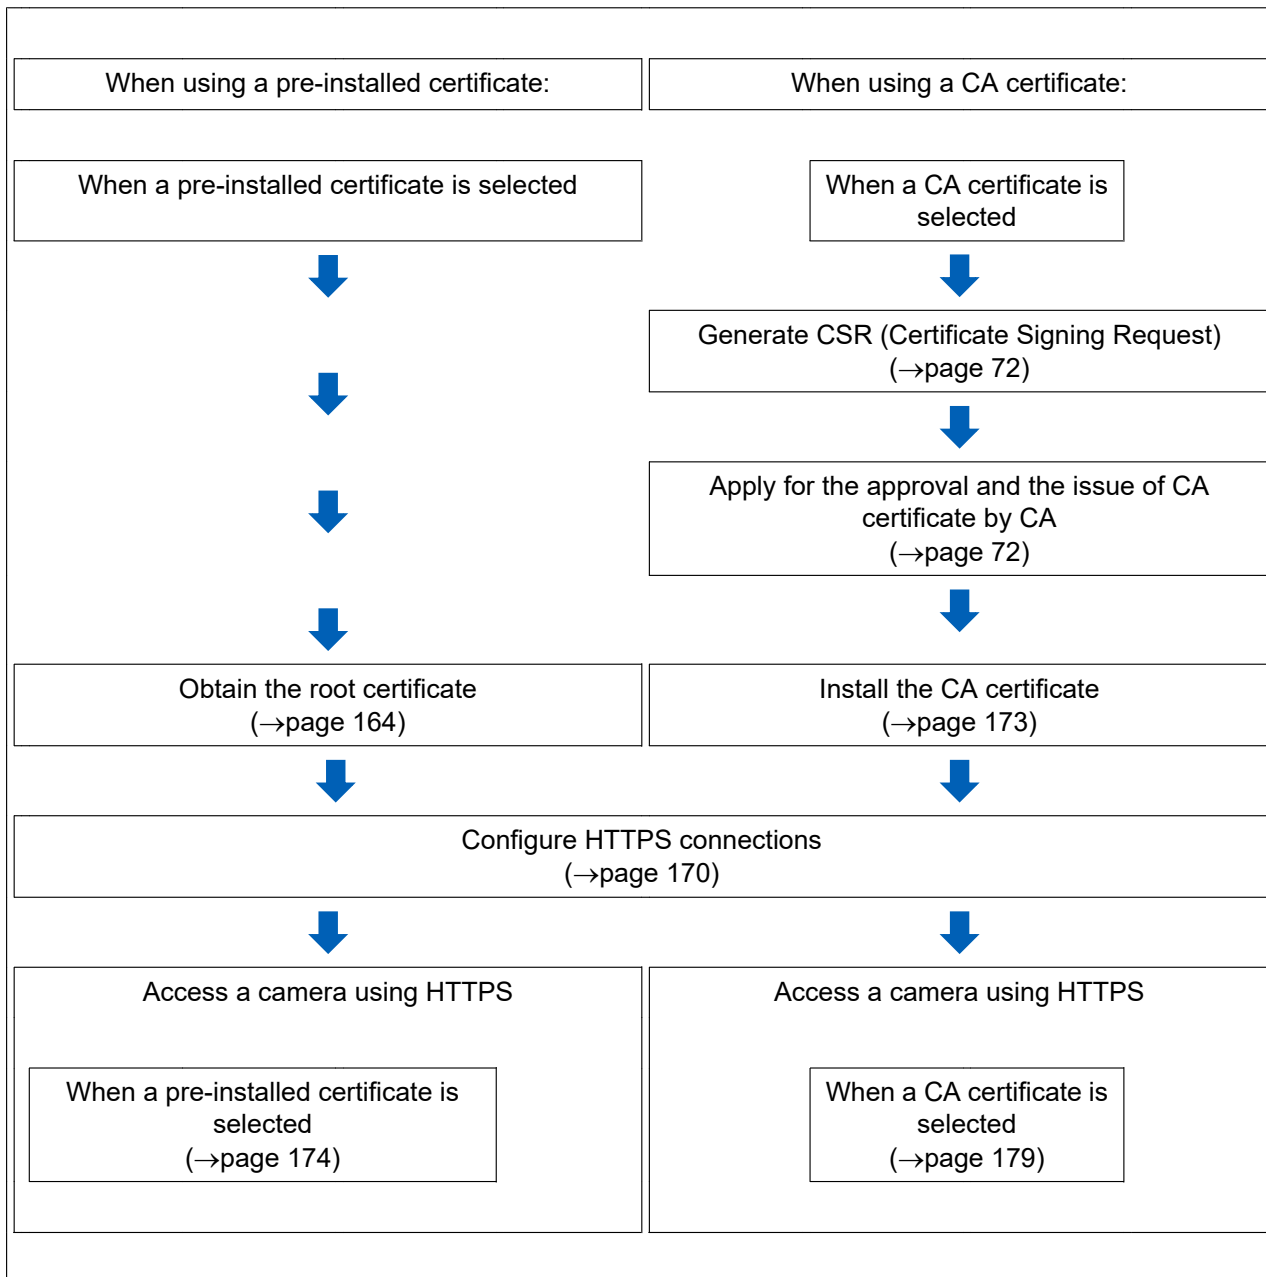 When using a pre-installed certificate:
When using a CA certificate:
When a pre-installed certificate is selected
When a CA certificate is
selected
Generate CSR (Certificate Signing Request)
(→page 72)
Apply for the approval and the issue of CA
certificate by CA
(→page 72)
Obtain the root certificate
(→page 164)
Install the CA certificate
(→page 173)
Configure HTTPS connections
(→page 170)
Access a camera using HTTPS
When a pre-installed certificate is
selected
(→page 174)
Access a camera using HTTPS
When a CA certificate is
selected
(→page 179)